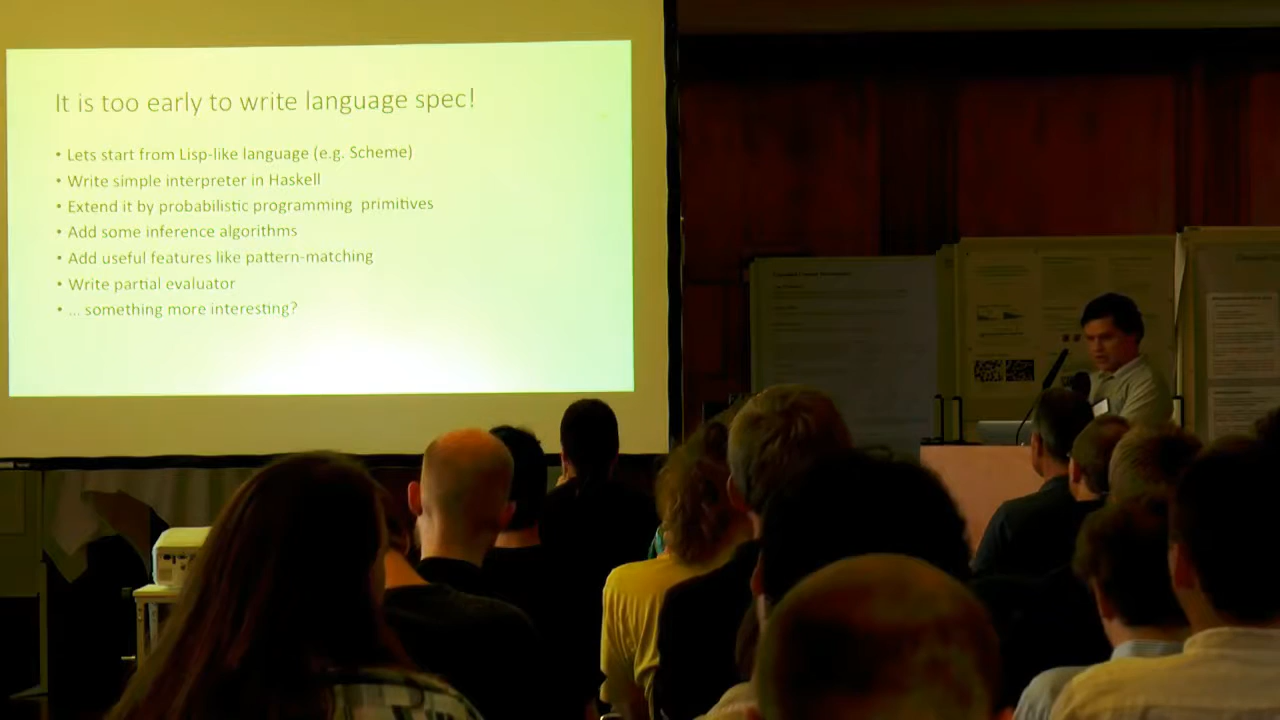 It is too early to write language spec!
• Lets start from Lisp-like language (e.g. Scheme)
• Write simple interpreter in Haskell
• Extend it by probabilistic programming primitives
• Add some inference algorithms
• Add useful features like pattern-matching
• Write partial evaluator
• ... something more interesting?